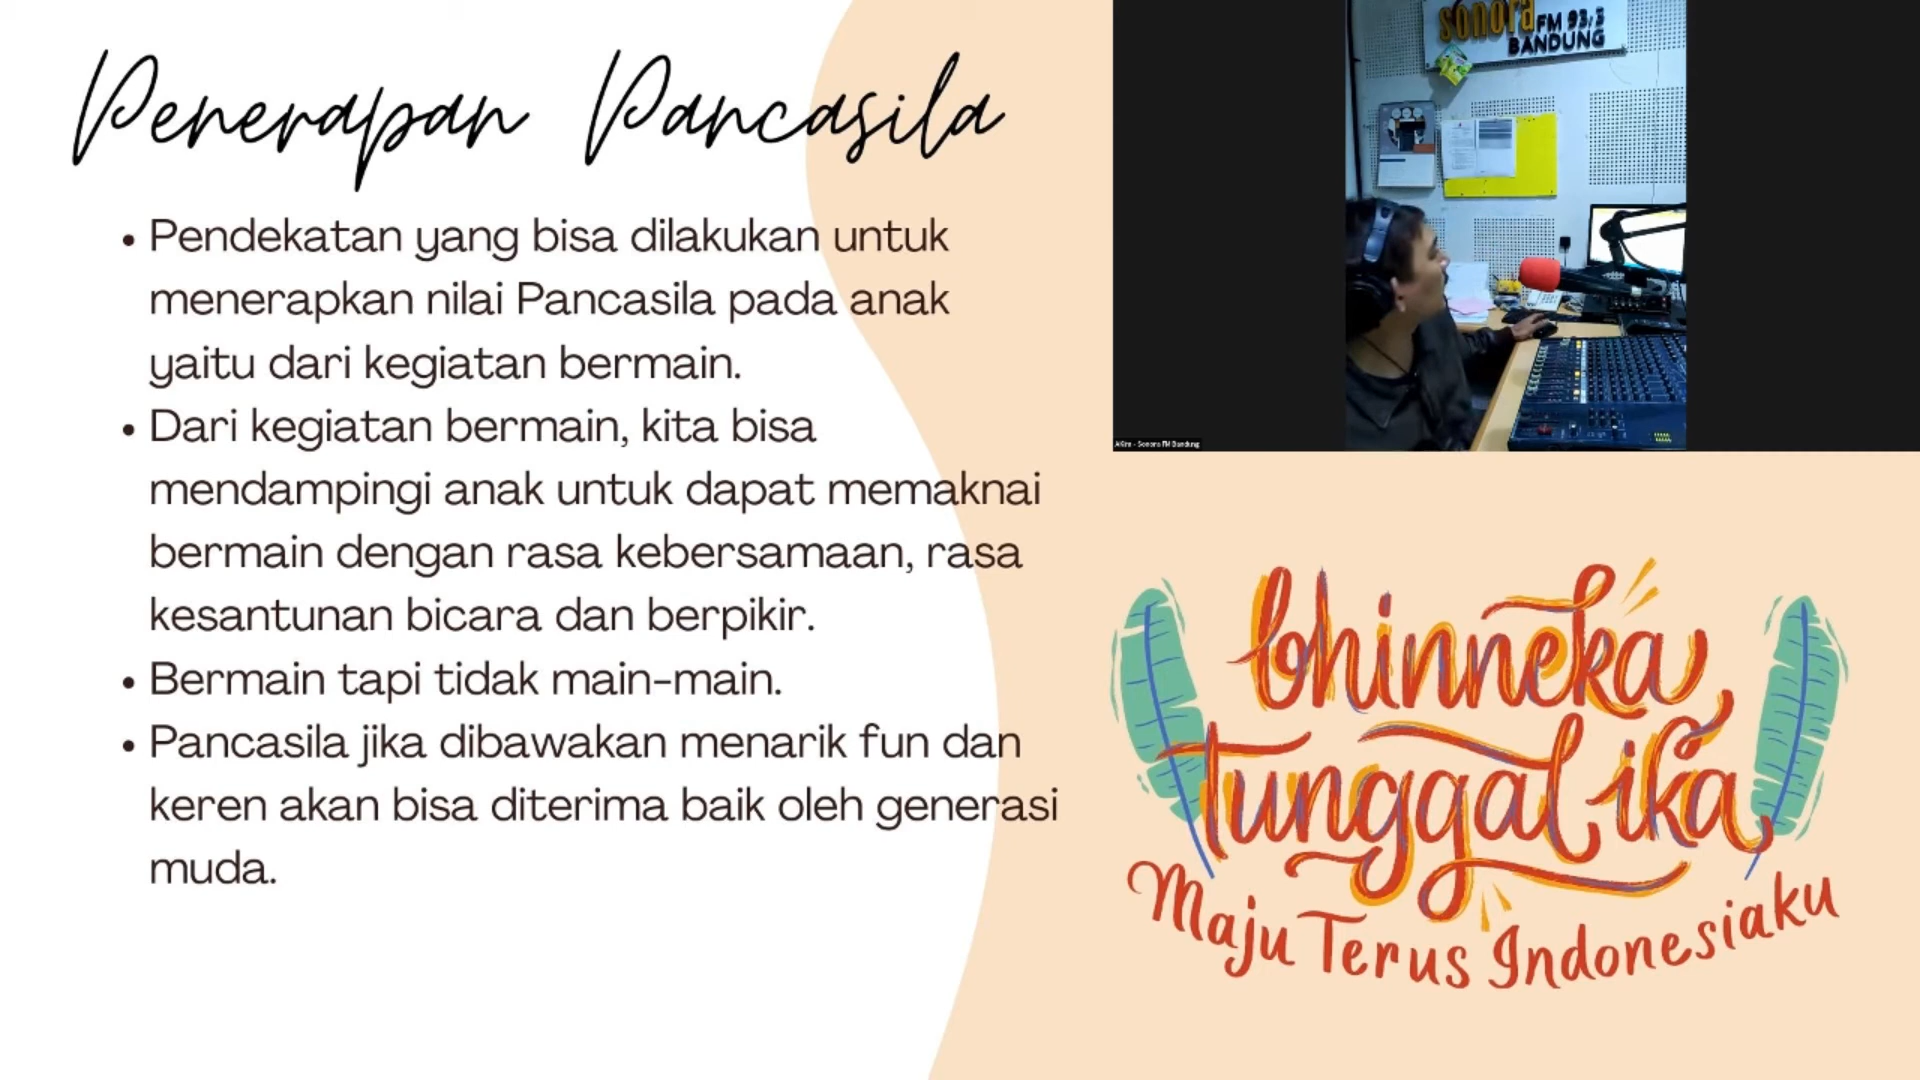 Penerapan Pancasila
• Pendekatan yang bisa dilakukan untuk
menerapkan nilai Pancasila pada anak
yaitu dari kegiatan bermain.
• Dari kegiatan bermain, kita bisa
mendampingi anak untuk dapat memaknai
bermain dengan rasa kebersamaan, rasa
kesantunan bicara dan berpikir.
• Bermain tapi tidak main-main.
• Pancasila jika dibawakan menarik fun dan
keren akan bisa diterima baik oleh generasi
muda.
sonora FM 93,3
BANDUNG
- Sonora FM Bandung
bhinneka
tunggal ika
Maju Terus Indonesiaku